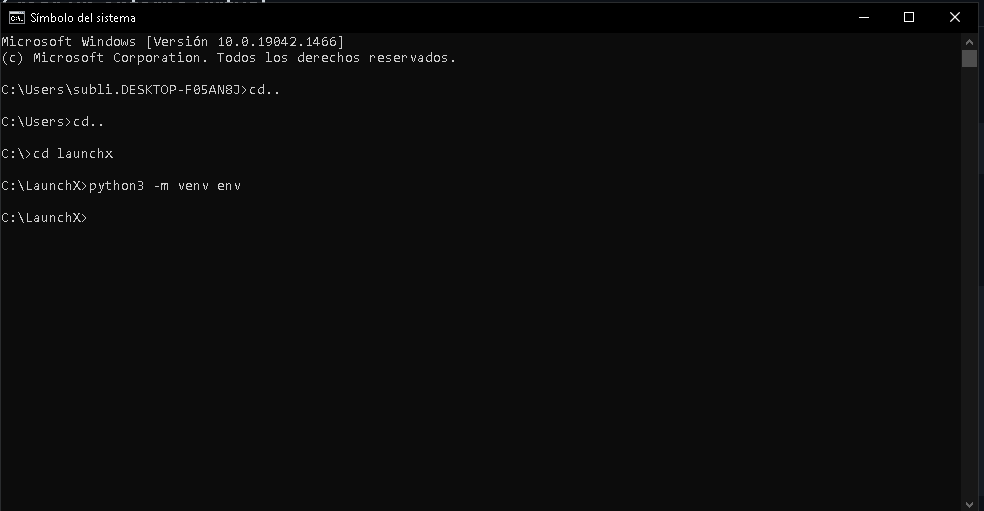 Símbolo del sistema
Microsoft Windows [Versión 10.0.19042.1466]
(c) Microsoft Corporation. Todos los derechos reservados.
C:\Users\subli.DESKTOP-F05AN8J>cd..
C:\Users>cd..
C:\>cd launchx
C:\LaunchX>python3 -m venv env
C:\LaunchX>